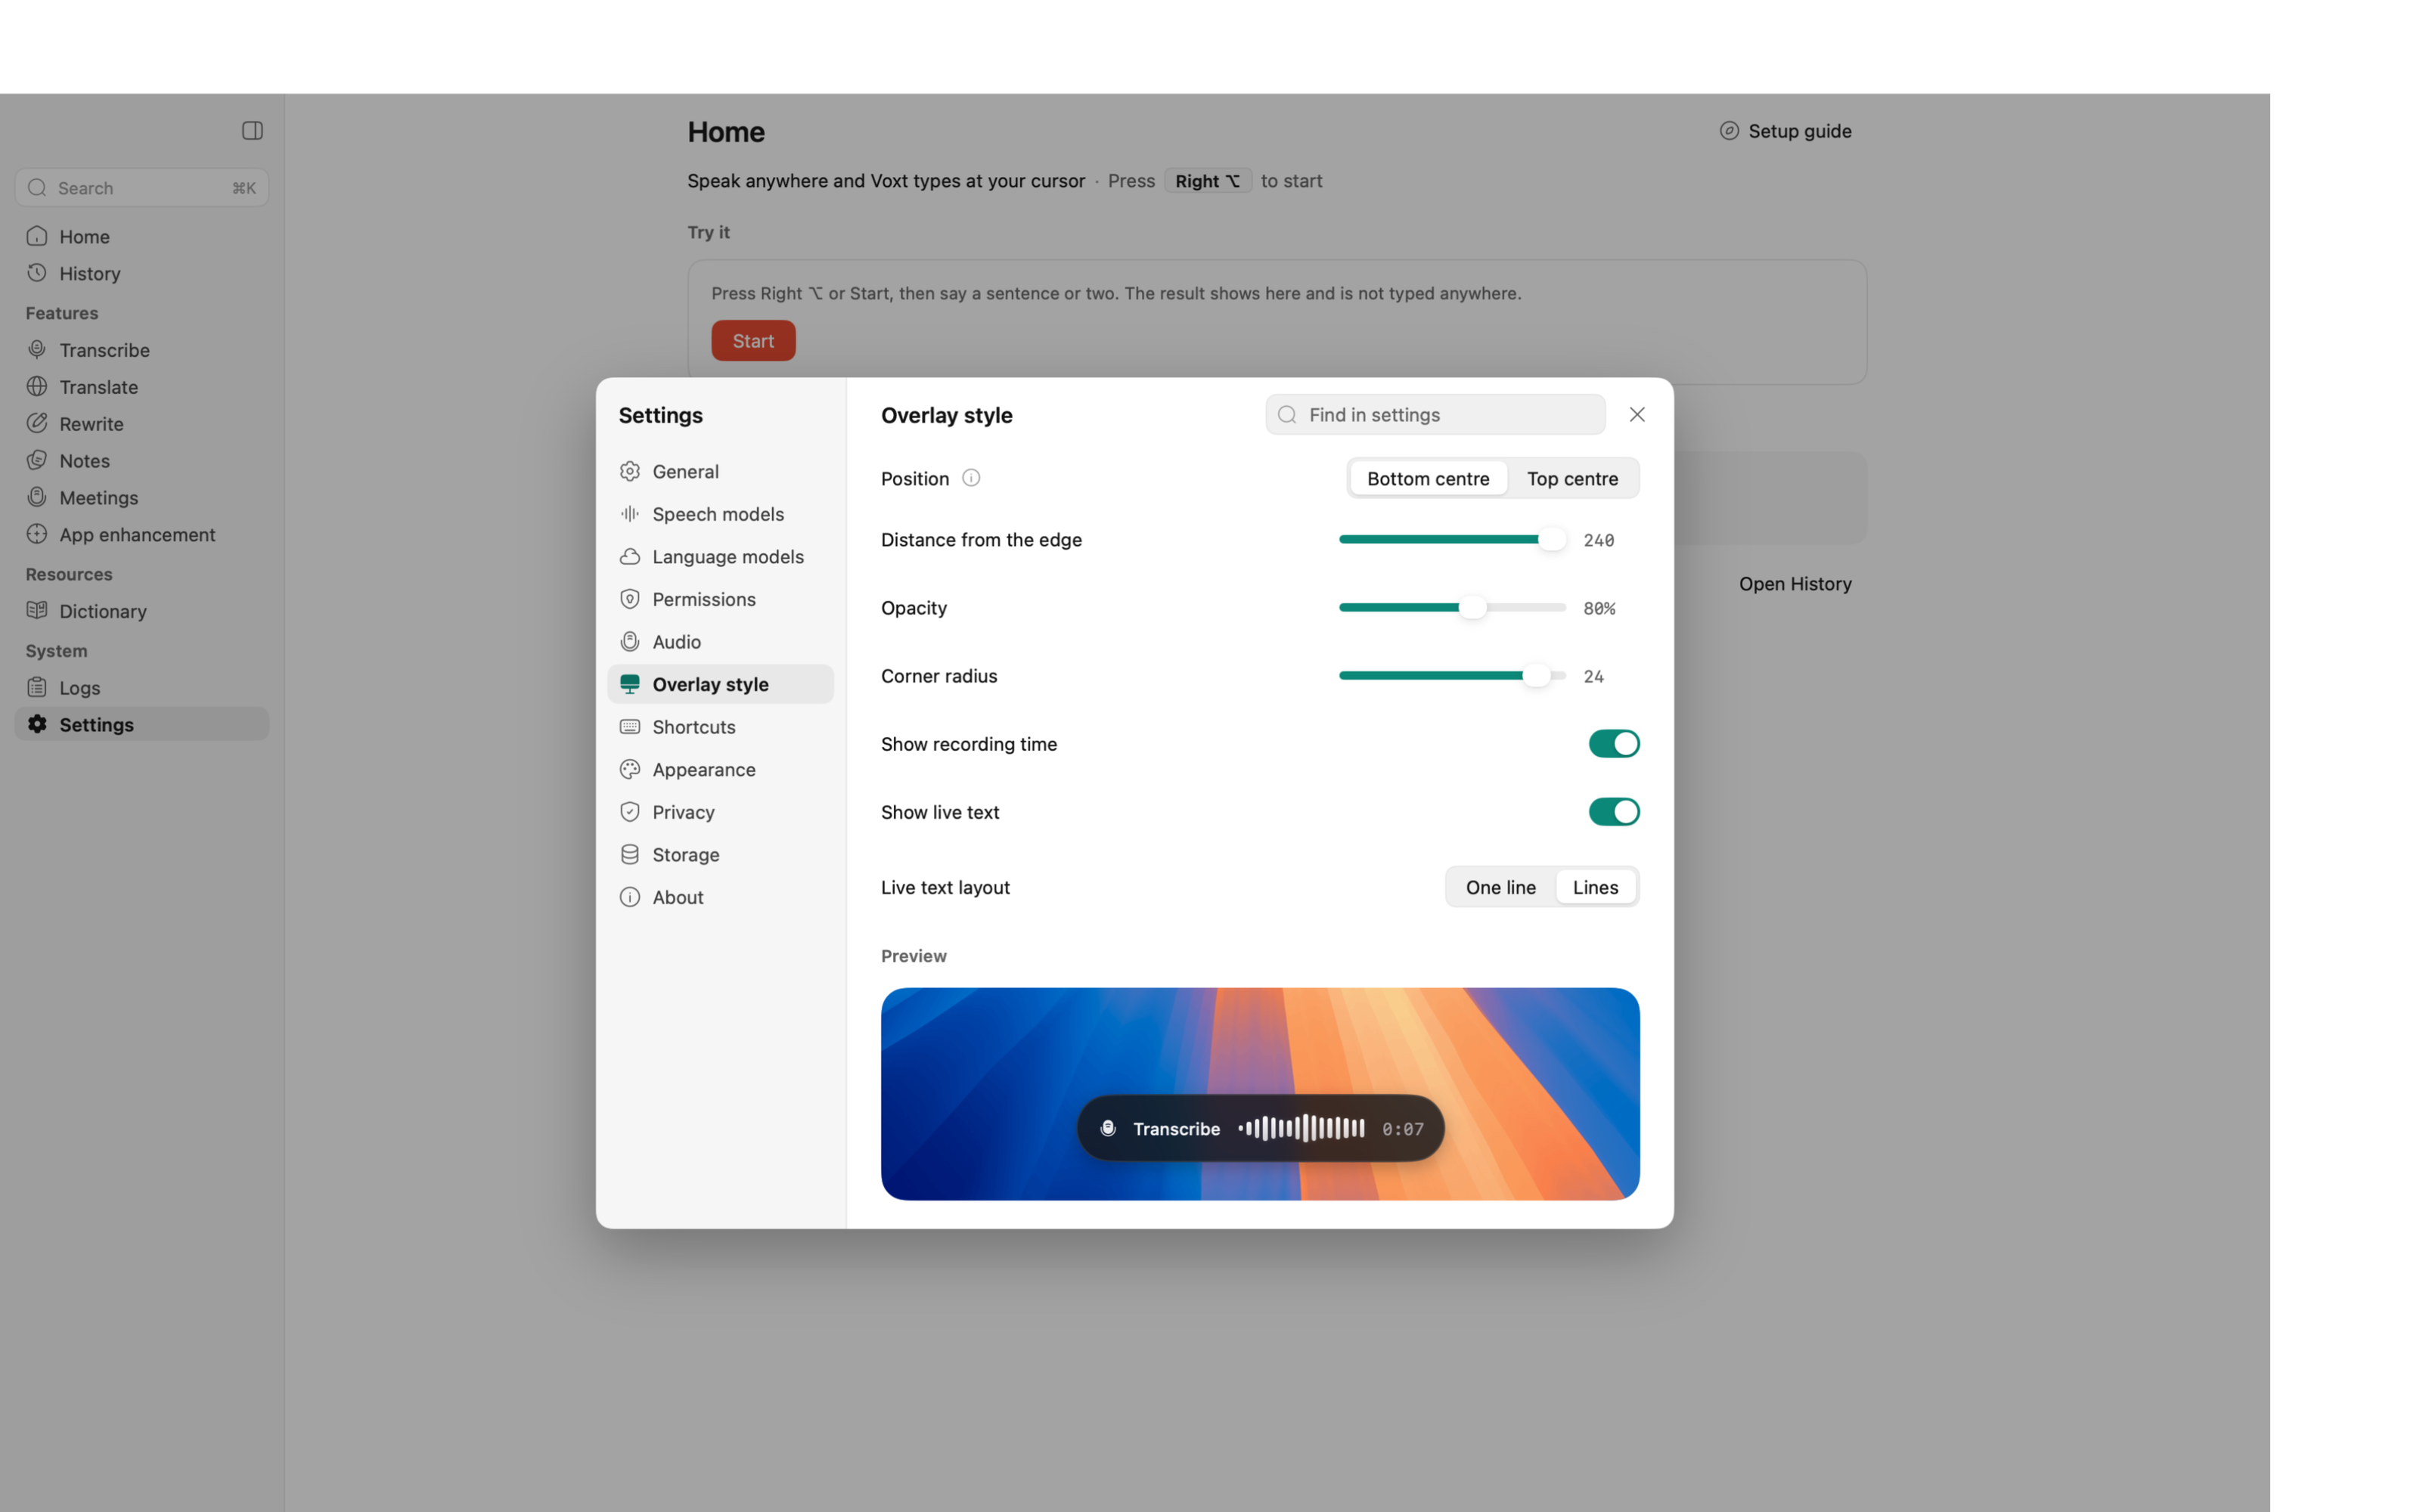 Home
Setup guide
Search ⌘K
Speak anywhere and Voxt types at your cursor · Press Right ⌥ to start
Home
History
Try it
Press Right ⌥ or Start, then say a sentence or two. The result shows here and is not typed anywhere.
Start
Features
Transcribe
Translate
Rewrite
Notes
Meetings
App enhancement
Resources
Dictionary
System
Logs
Settings
Open History
Settings
General
Speech models
Language models
Permissions
Audio
Overlay style
Shortcuts
Appearance
Privacy
Storage
About
Overlay style
Find in settings
Position Bottom centre Top centre
Distance from the edge 240
Opacity 80%
Corner radius 24
Show recording time
Show live text
Live text layout One line Lines
Preview
Transcribe 0:07